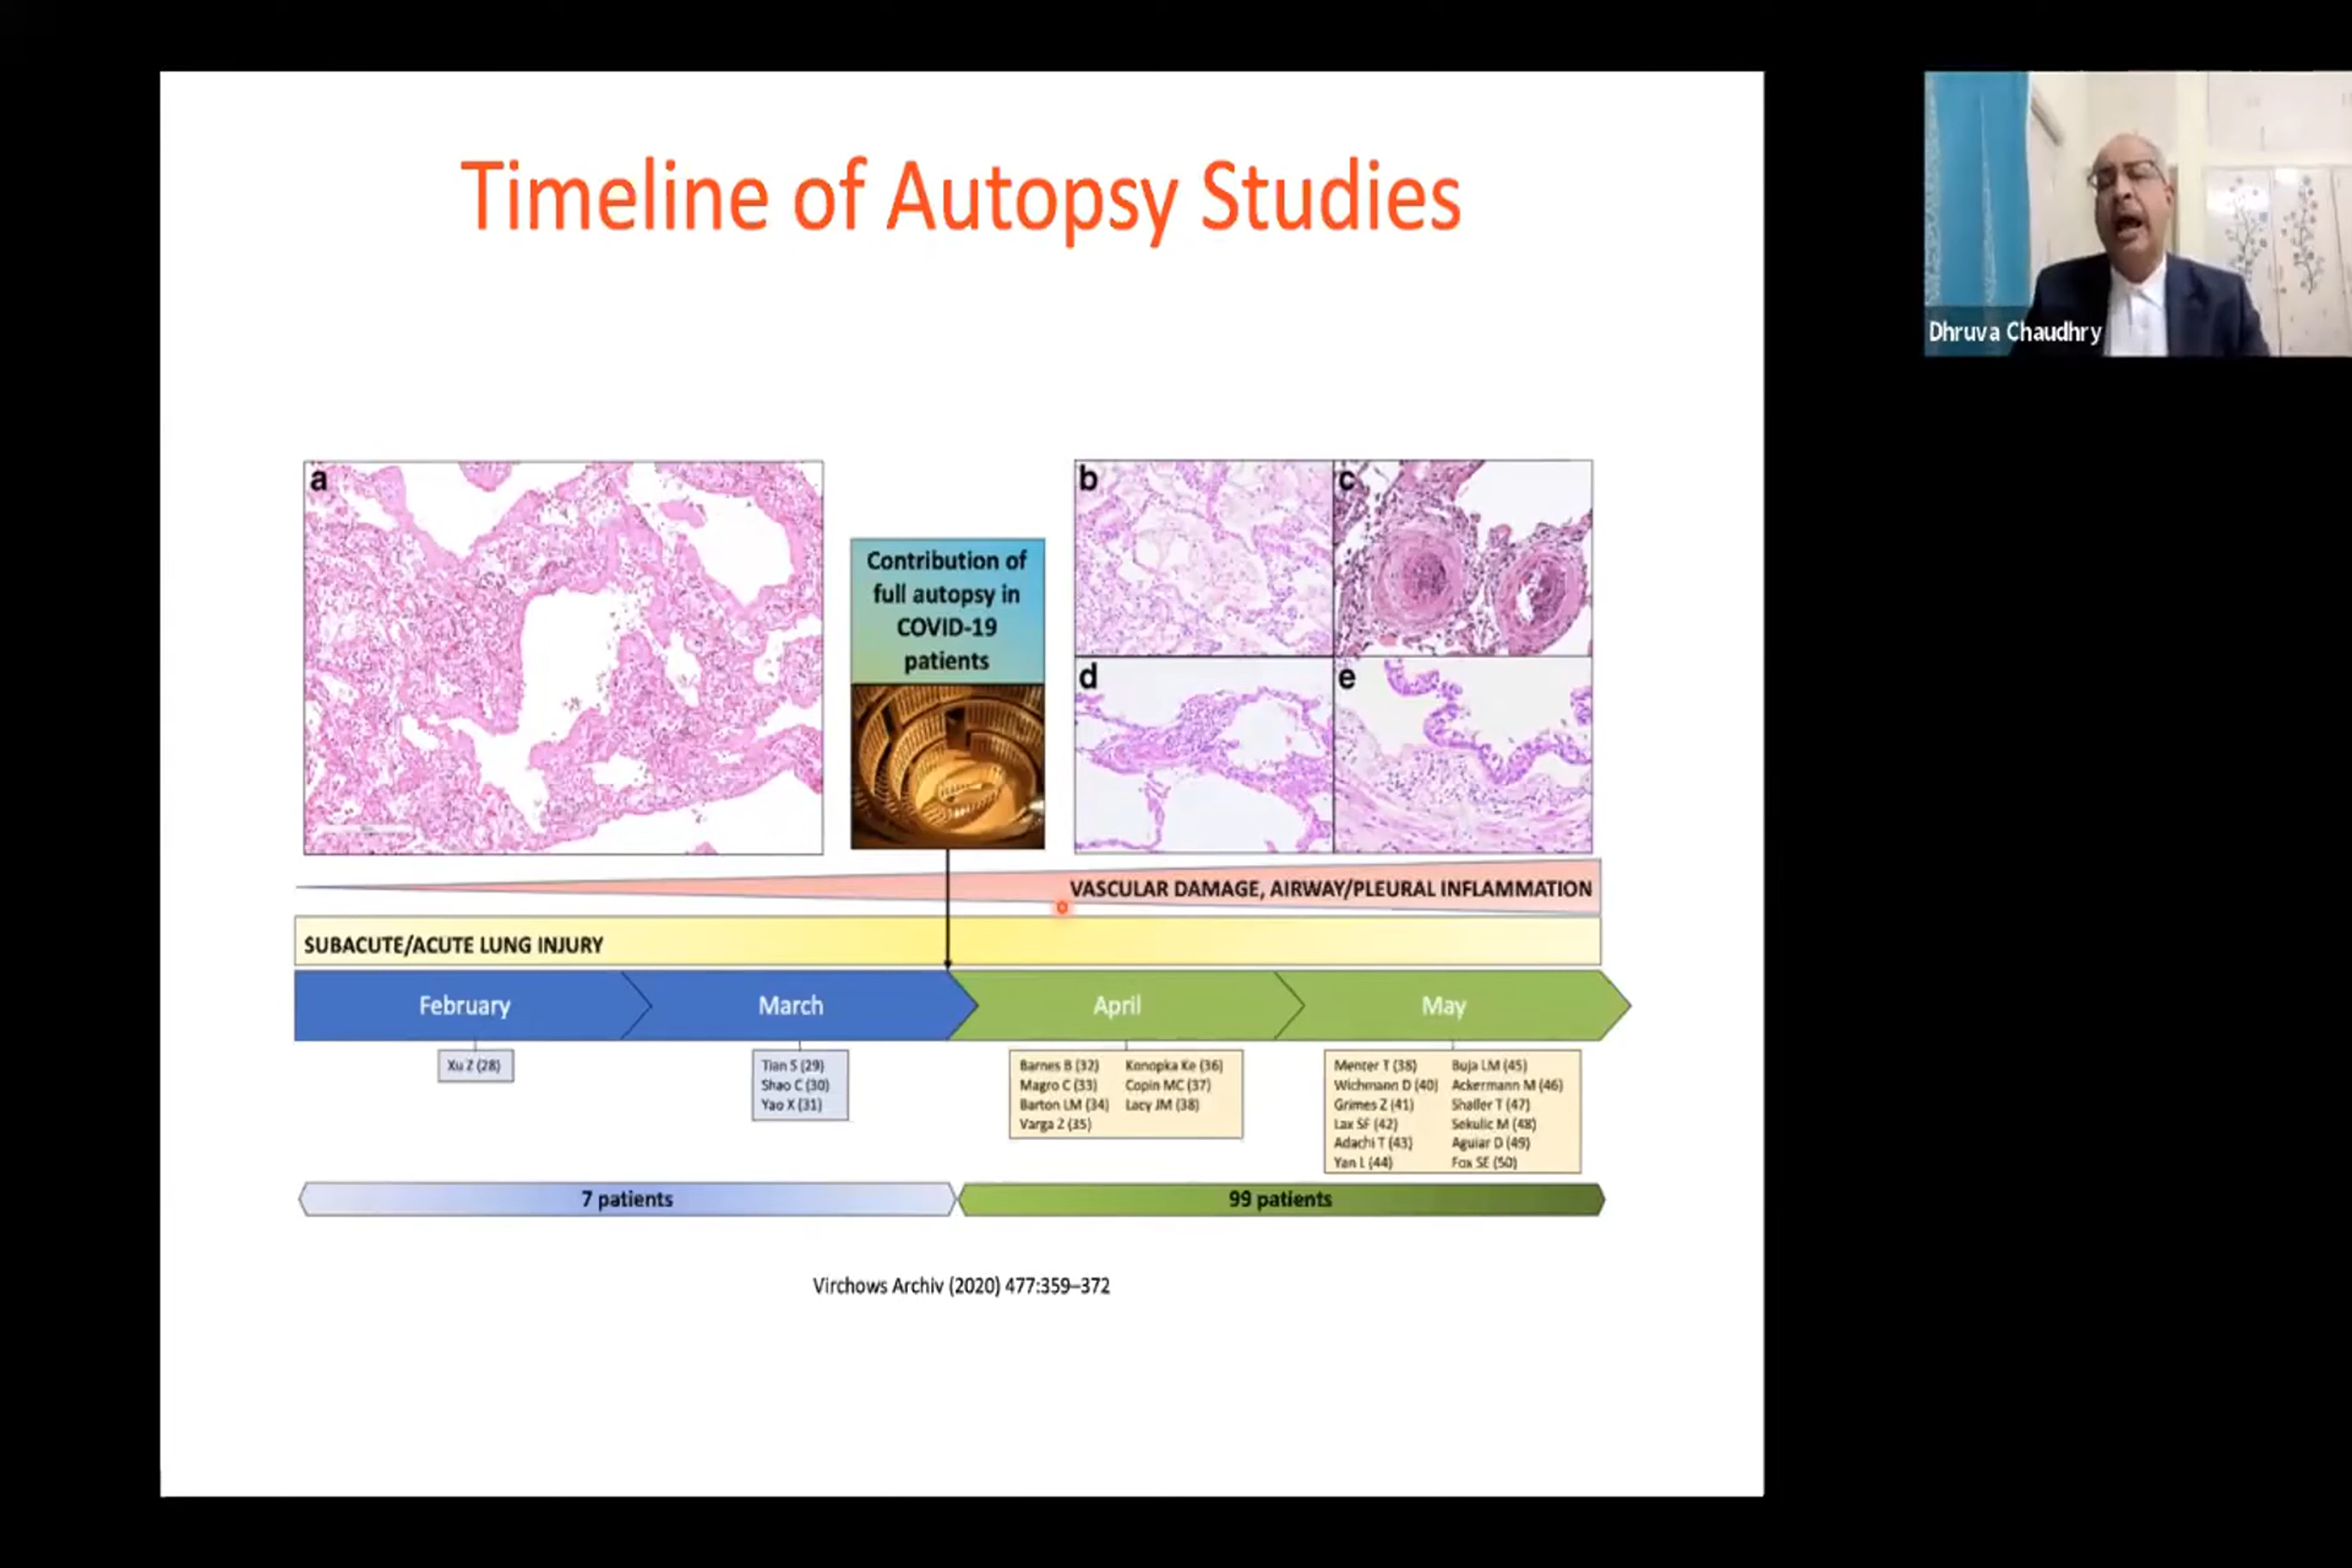 Timeline of Autopsy Studies
Dhruva Chaudhry
a
Contribution of
full autopsy in
COVID-19
patients
b
c
d
e
VASCULAR DAMAGE, AIRWAY/PLEURAL INFLAMMATION
SUBACUTE/ACUTE LUNG INJURY
February
March
April
May
Xu Z (28)
Tian S (29)
Shao C (30)
Yao X (31)
Barnes B (32)
Magro C (33)
Barton LM (34)
Varga Z (35)
Konopka Ke (36)
Copin MC (37)
Lacy JM (38)
Menter T (38)
Wichmann D (40)
Grimes Z (41)
Lax SF (42)
Adachi T (43)
Yan L (44)
Buja LM (45)
Ackermann M (46)
Shaller T (47)
Sekulic M (48)
Aguiar D (49)
Fox SE (50)
7 patients
99 patients
Virchows Archiv (2020) 477:359–372